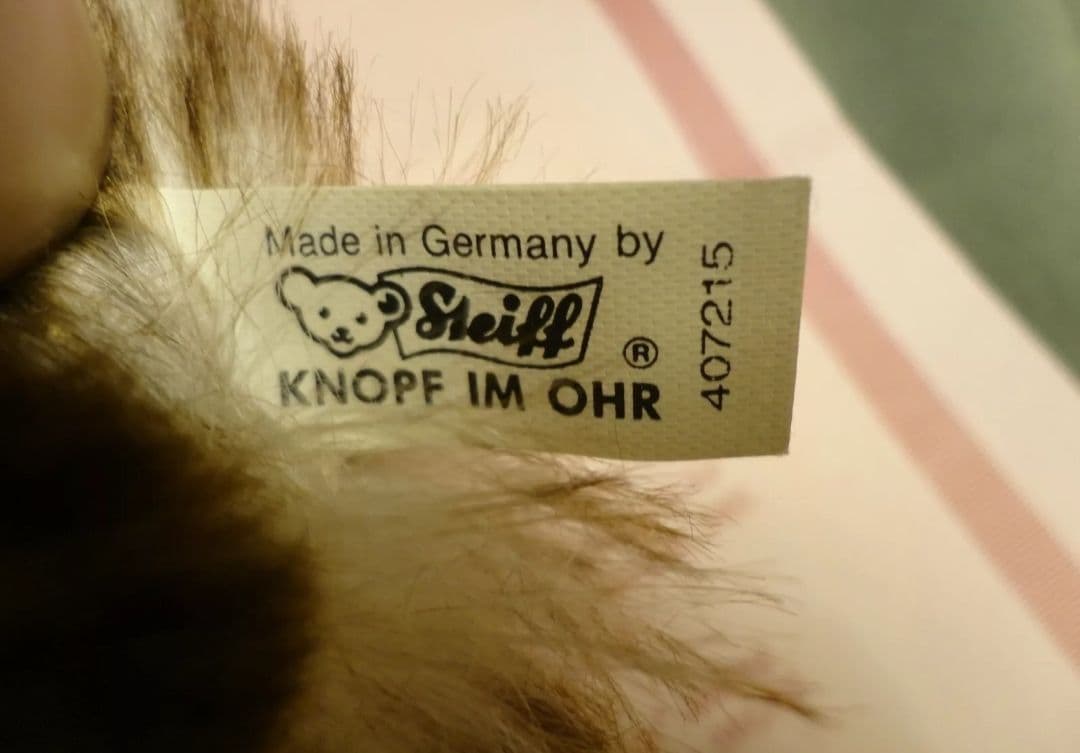 Made in Germany by
Steiff
®
KNOPF IM OHR
407215